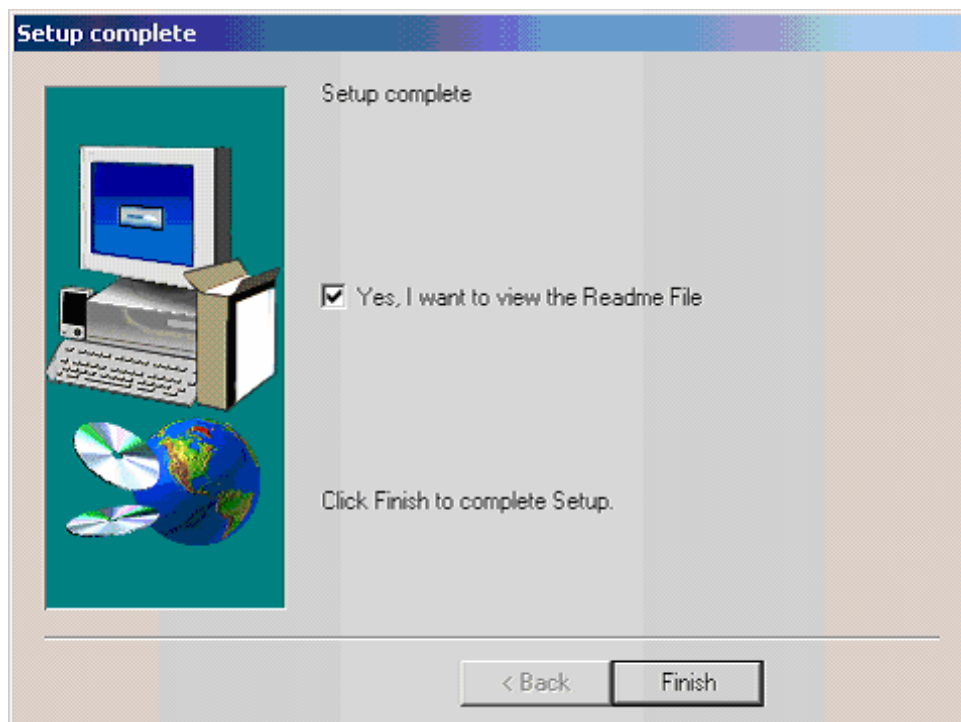 Setup complete
Setup complete
Yes, I want to view the Readme File
Click Finish to complete Setup.
< Back
Finish